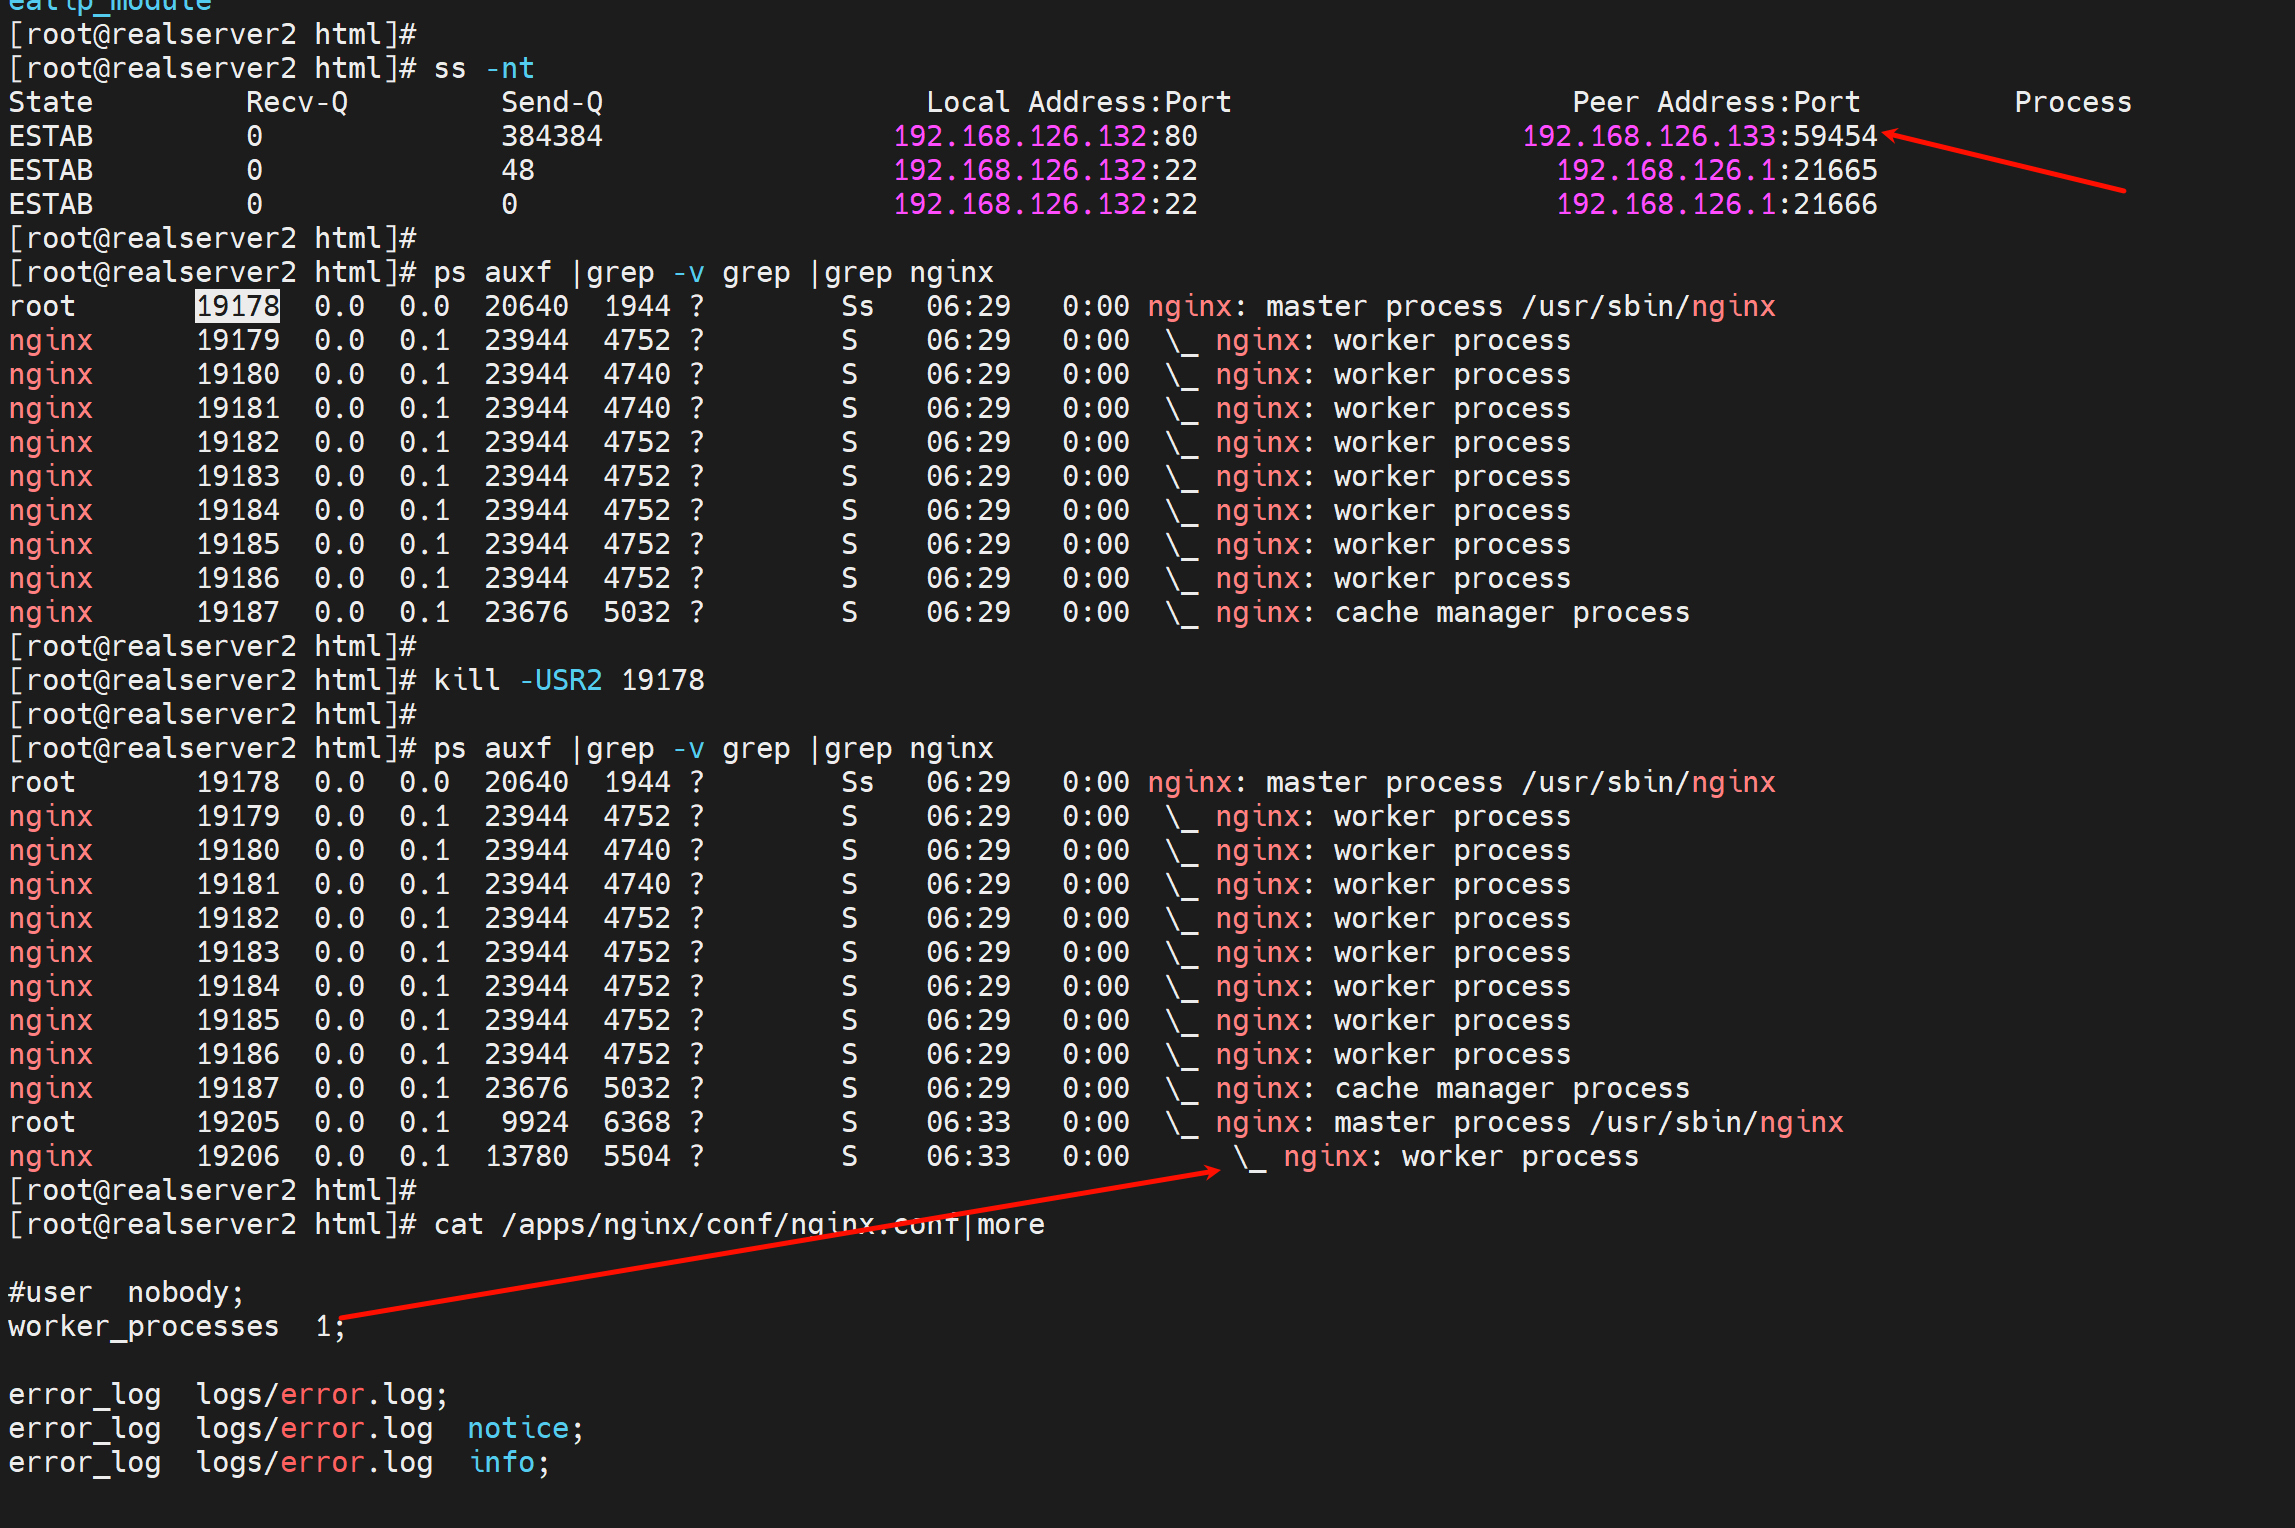 eatip_module
[root@realserver2 html]#
[root@realserver2 html]# ss -nt
State Recv-Q Send-Q Local Address:Port Peer Address:Port Process
ESTAB 0 384384 192.168.126.132:80 192.168.126.133:59454
ESTAB 0 48 192.168.126.132:22 192.168.126.1:21665
ESTAB 0 0 192.168.126.132:22 192.168.126.1:21666
[root@realserver2 html]#
[root@realserver2 html]# ps auxf |grep -v grep |grep nginx
root 19178 0.0 0.0 20640 1944 ? Ss 06:29 0:00 nginx: master process /usr/sbin/nginx
nginx 19179 0.0 0.1 23944 4752 ? S 06:29 0:00 \_ nginx: worker process
nginx 19180 0.0 0.1 23944 4740 ? S 06:29 0:00 \_ nginx: worker process
nginx 19181 0.0 0.1 23944 4740 ? S 06:29 0:00 \_ nginx: worker process
nginx 19182 0.0 0.1 23944 4752 ? S 06:29 0:00 \_ nginx: worker process
nginx 19183 0.0 0.1 23944 4752 ? S 06:29 0:00 \_ nginx: worker process
nginx 19184 0.0 0.1 23944 4752 ? S 06:29 0:00 \_ nginx: worker process
nginx 19185 0.0 0.1 23944 4752 ? S 06:29 0:00 \_ nginx: worker process
nginx 19186 0.0 0.1 23944 4752 ? S 06:29 0:00 \_ nginx: worker process
nginx 19187 0.0 0.1 23676 5032 ? S 06:29 0:00 \_ nginx: cache manager process
[root@realserver2 html]#
[root@realserver2 html]# kill -USR2 19178
[root@realserver2 html]#
[root@realserver2 html]# ps auxf |grep -v grep |grep nginx
root 19178 0.0 0.0 20640 1944 ? Ss 06:29 0:00 nginx: master process /usr/sbin/nginx
nginx 19179 0.0 0.1 23944 4752 ? S 06:29 0:00 \_ nginx: worker process
nginx 19180 0.0 0.1 23944 4740 ? S 06:29 0:00 \_ nginx: worker process
nginx 19181 0.0 0.1 23944 4740 ? S 06:29 0:00 \_ nginx: worker process
nginx 19182 0.0 0.1 23944 4752 ? S 06:29 0:00 \_ nginx: worker process
nginx 19183 0.0 0.1 23944 4752 ? S 06:29 0:00 \_ nginx: worker process
nginx 19184 0.0 0.1 23944 4752 ? S 06:29 0:00 \_ nginx: worker process
nginx 19185 0.0 0.1 23944 4752 ? S 06:29 0:00 \_ nginx: worker process
nginx 19186 0.0 0.1 23944 4752 ? S 06:29 0:00 \_ nginx: worker process
nginx 19187 0.0 0.1 23676 5032 ? S 06:29 0:00 \_ nginx: cache manager process
root 19205 0.0 0.1 9924 6368 ? S 06:33 0:00 \_ nginx: master process /usr/sbin/nginx
nginx 19206 0.0 0.1 13780 5504 ? S 06:33 0:00 \_ nginx: worker process
[root@realserver2 html]#
[root@realserver2 html]# cat /apps/nginx/conf/nginx.conf|more
#user nobody;
worker_processes 1;
error_log logs/error.log;
error_log logs/error.log notice;
error_log logs/error.log info;